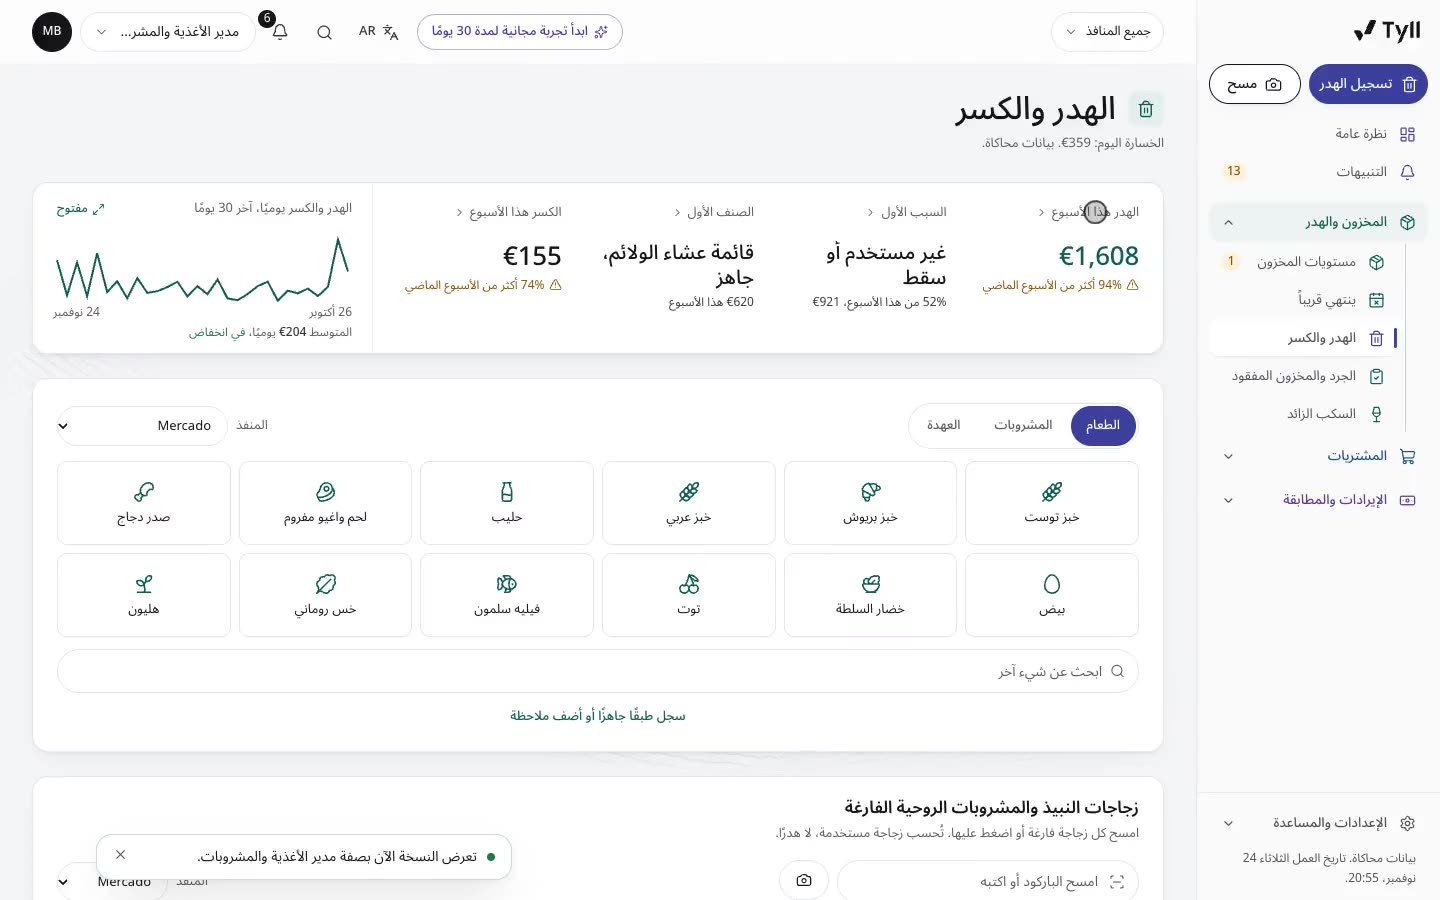 Tyll
تسجيل الهدر
مسح
نظرة عامة
التنبيهات
13
المخزون والهدر
مستويات المخزون
1
ينتهي قريباً
الهدر والكسر
الجرد والمخزون المفقود
السكب الزائد
المشتريات
الإيرادات والمطابقة
الإعدادات والمساعدة
بيانات محاكاة. تاريخ العمل الثلاثاء 24
نوفمبر، 20:55.
جميع المنافذ
ابدأ تجربة مجانية لمدة 30 يومًا
AR
6
مدير الأغذية والمشر...
MB
الهدر والكسر
الخسارة اليوم: 359€. بيانات محاكاة.
الهدر هذا الأسبوع
€1,608
94% أكثر من الأسبوع الماضي
السبب الأول
غير مستخدم أو
سقط
52% من هذا الأسبوع، 921€
الصنف الأول
قائمة عشاء الولائم،
جاهز
€620 هذا الأسبوع
الكسر هذا الأسبوع
€155
74% أكثر من الأسبوع الماضي
الهدر والكسر يوميًا، آخر 30 يومًا
مفتوح
26 أكتوبر
24 نوفمبر
المتوسط 204€ يوميًا، في انخفاض
الطعام
المشروبات
العهدة
المنفذ
Mercado
خبز توست
خبز بريوش
خبز عربي
حليب
لحم واغيو مفروم
صدر دجاج
بيض
خضار السلطة
توت
فيليه سلمون
خس روماني
هليون
ابحث عن شيء آخر
سجل طبقًا جاهزًا أو أضف ملاحظة
زجاجات النبيذ والمشروبات الروحية الفارغة
امسح كل زجاجة فارغة أو اضغط عليها. تُحسب زجاجة مستخدمة، لا هدرًا.
امسح الباركود أو اكتبه
المنفذ
Mercado
تعرض النسخة الآن بصفة مدير الأغذية والمشروبات.